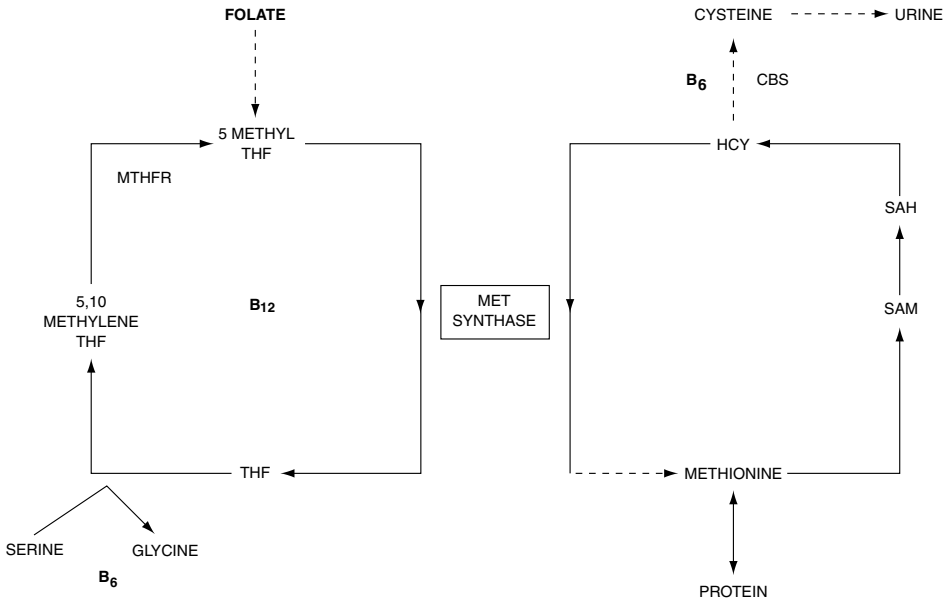 FOLATE
CYSTEINE
URINE
B6
CBS
5 METHYL
THF
HCY
MTHFR
SAH
5,10
METHYLENE
THF
B12
MET
SYNTHASE
SAM
THF
METHIONINE
SERINE
GLYCINE
B6
PROTEIN